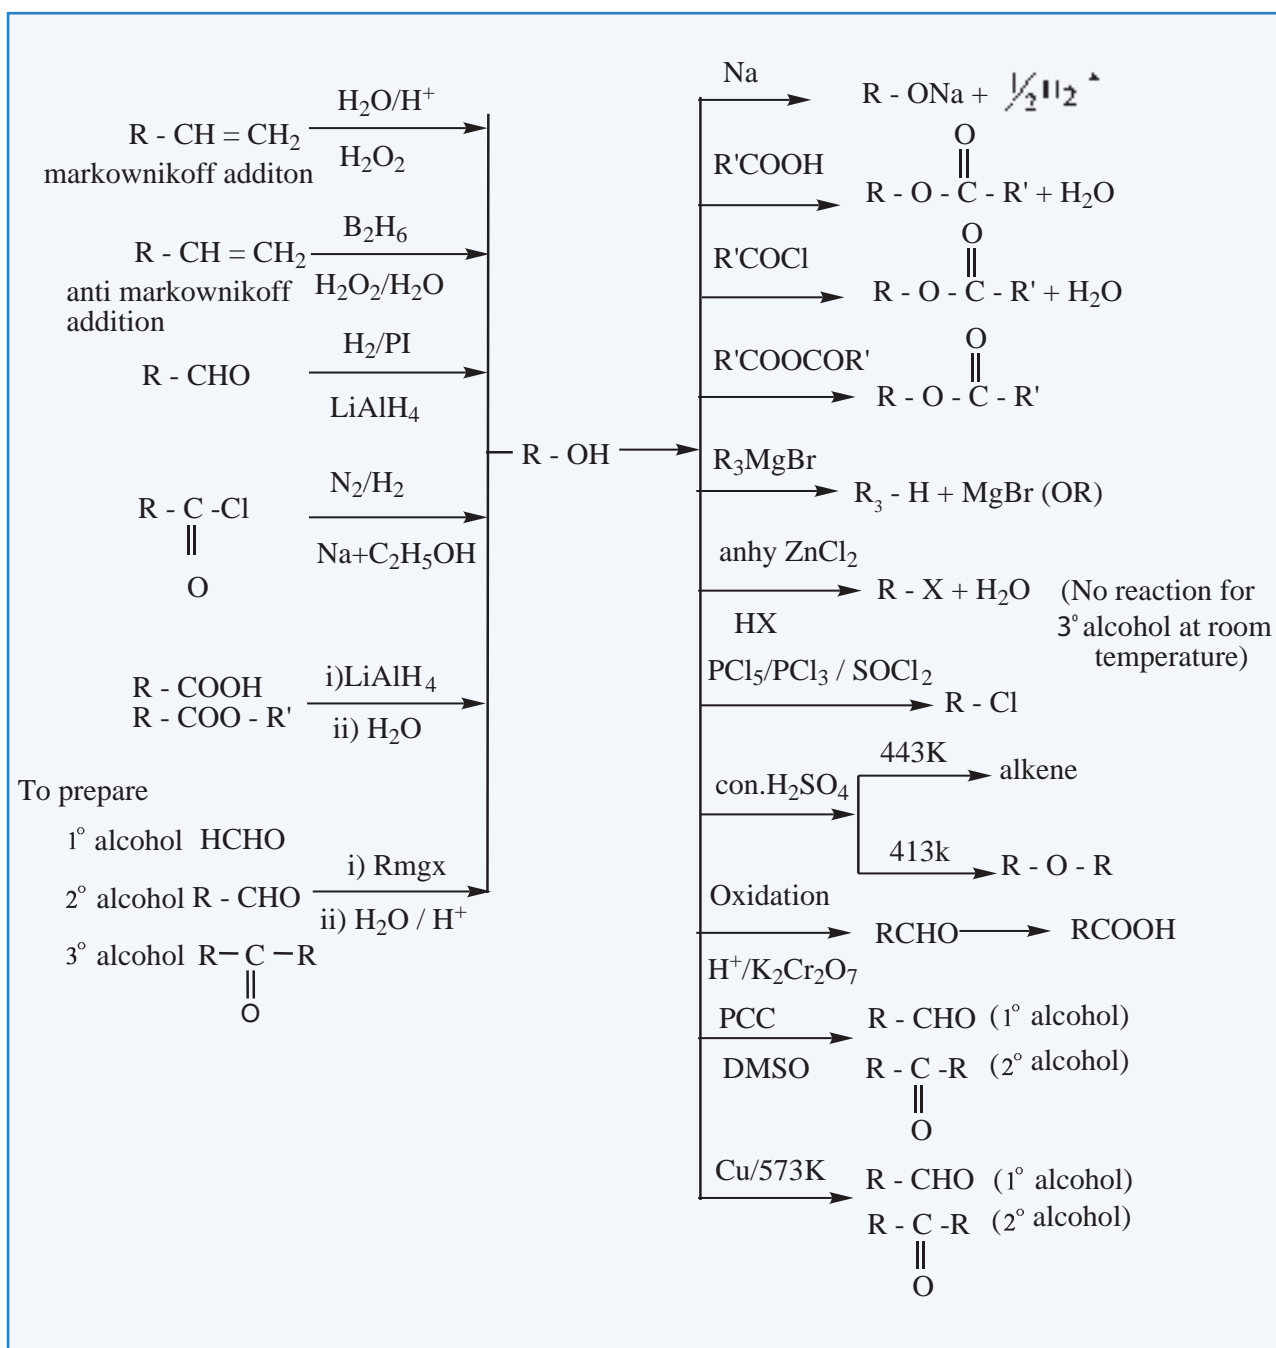 H₂O/H⁺
R - CH = CH₂
H₂O₂
markownikoff additon
B₂H₆
R - CH = CH₂
H₂O₂/H₂O
anti markownikoff
addition
H₂/PI
R - CHO
LiAlH₄
N₂/H₂
R - C -Cl
Na+C₂H₅OH
O
i)LiAlH₄
R - COOH
R - COO - R'
ii) H₂O
To prepare
1° alcohol HCHO
i) Rmgx
2° alcohol R - CHO
ii) H₂O / H⁺
3° alcohol R–C–R
O
R - OH
Na
R - ONa +
O
R'COOH
R - O - C - R' + H₂O
O
R'COCl
R - O - C - R' + H₂O
O
R'COOCOR'
R - O - C - R'
R₃MgBr
R₃ - H + MgBr (OR)
anhy ZnCl₂
R - X + H₂O (No reaction for
HX
3° alcohol at room
temperature)
PCl₅/PCl₃ / SOCl₂
R - Cl
443K
alkene
con.H₂SO₄
413k
R - O - R
Oxidation
RCHO RCOOH
H⁺/K₂Cr₂O₇
PCC
R - CHO (1° alcohol)
DMSO
R - C -R (2° alcohol)
O
Cu/573K
R - CHO (1° alcohol)
R - C -R (2° alcohol)
O